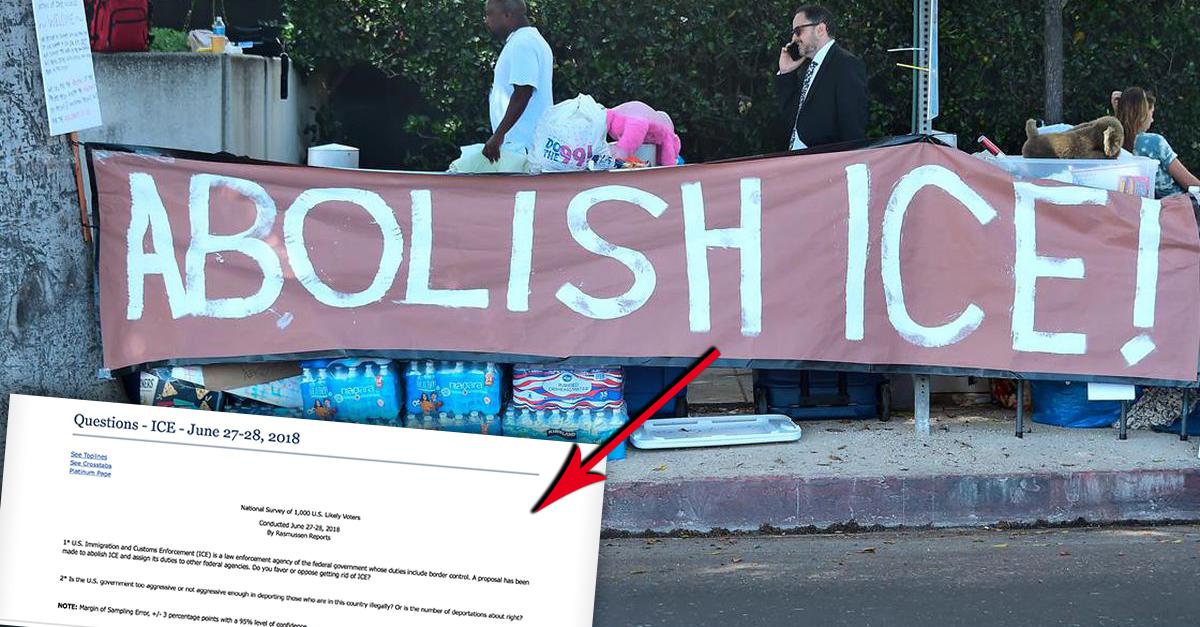 ~WELCOME~
DO
THE 99!
ABOLISH ICE!
niagara
niagara
PURIFIED
DRINKING WATER
35
KIRKLAND
Questions - ICE - June 27-28, 2018
See Toplines
See Crosstabs
Platinum Page
National Survey of 1,000 U.S. Likely Voters
Conducted June 27-28, 2018
By Rasmussen Reports
1* U.S. Immigration and Customs Enforcement (ICE) is a law enforcement agency of the federal government whose duties include border control. A proposal has been
made to abolish ICE and assign its duties to other federal agencies. Do you favor or oppose getting rid of ICE?
2* Is the U.S. government too aggressive or not aggressive enough in deporting those who are in this country illegally? Or is the number of deportations about right?
NOTE: Margin of Sampling Error, +/- 3 percentage points with a 95% level of confidence